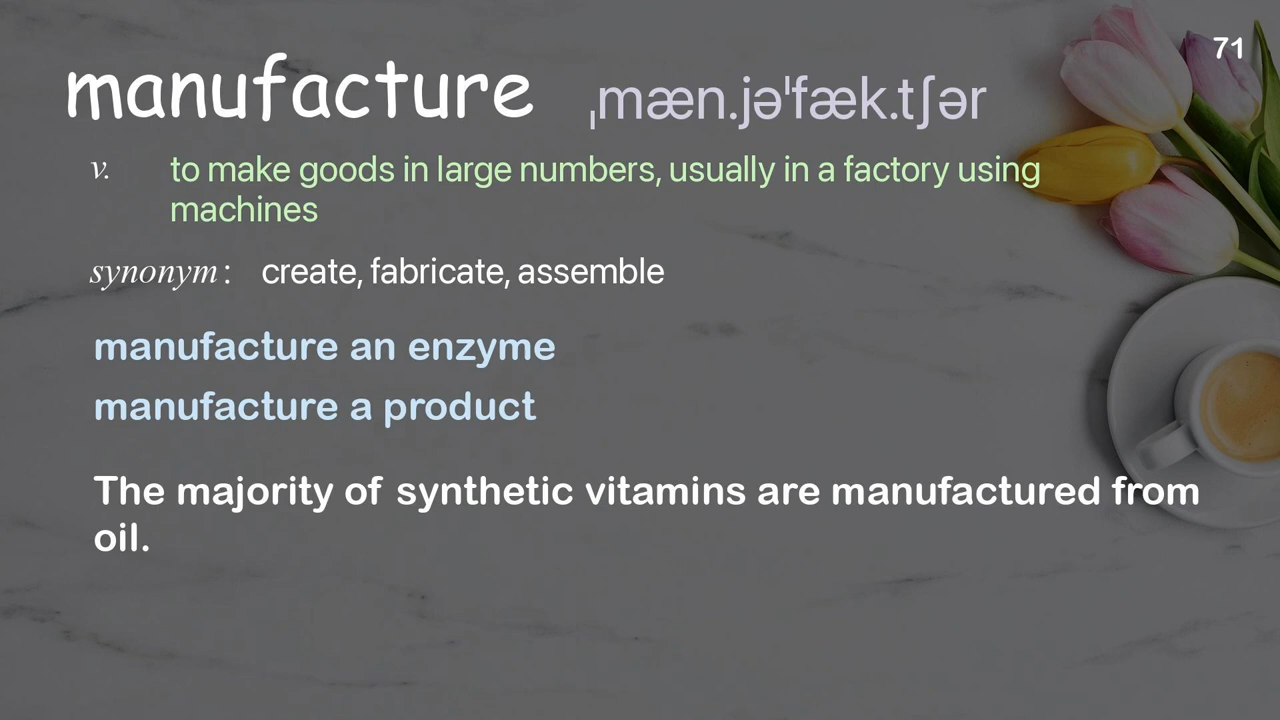 71
manufacture ˌmæn.jəˈfæk.tʃər
v. to make goods in large numbers, usually in a factory using
machines
synonym: create, fabricate, assemble
manufacture an enzyme
manufacture a product
The majority of synthetic vitamins are manufactured from
oil.